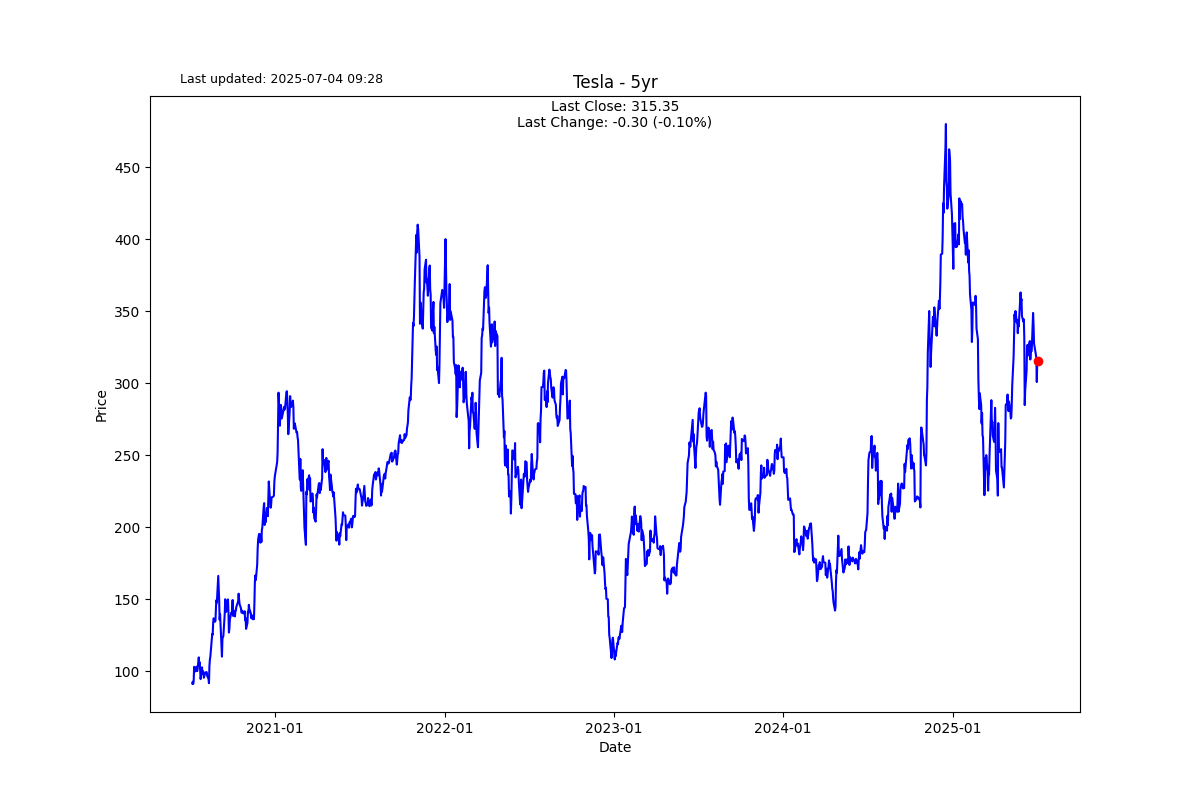 Last updated: 2025-07-04 09:28
Tesla - 5yr
Last Close: 315.35
Last Change: -0.30 (-0.10%)
450
400
350
300
250
200
150
100
Price
2021-01
2022-01
2023-01
2024-01
2025-01
Date